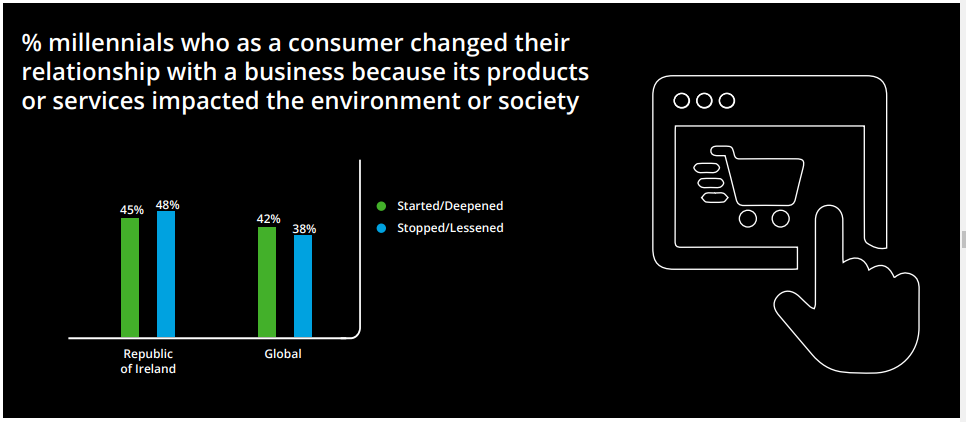 % millennials who as a consumer changed their
relationship with a business because its products
or services impacted the environment or society
45%
48%
42%
38%
Started/Deepened
Stopped/Lessened
Republic
of Ireland
Global